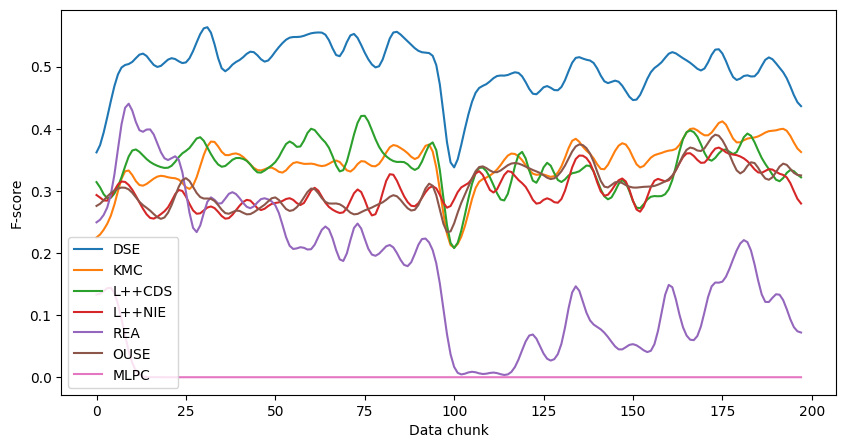 F-score
0.5
0.4
0.3
0.2
0.1
0.0
DSE
KMC
L++CDS
L++NIE
REA
OUSE
MLPC
0 25 50 75 100 125 150 175 200
Data chunk